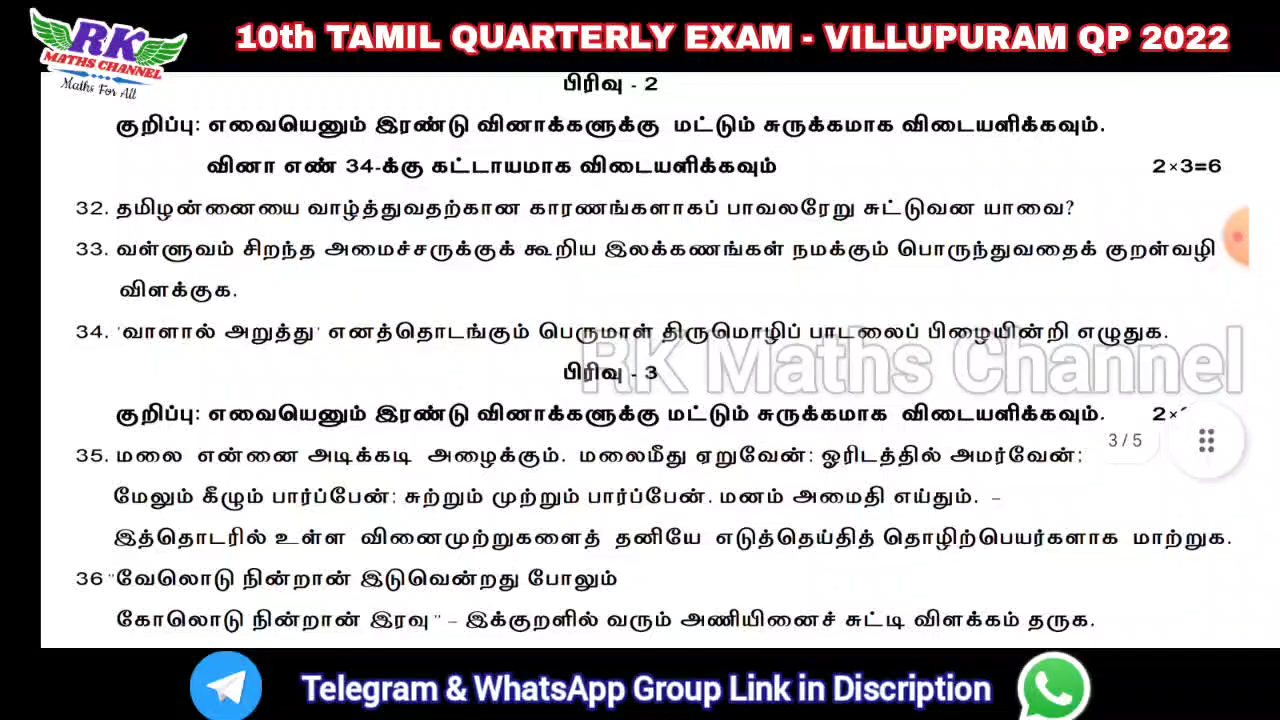 RK
MATHS CHANNEL
Maths For All
10th TAMIL QUARTERLY EXAM - VILLUPURAM QP 2022
பிரிவு - 2
குறிப்பு: எவையெனும் இரண்டு வினாக்களுக்கு மட்டும் சுருக்கமாக விடையளிக்கவும்.
வினா எண் 34-க்கு கட்டாயமாக விடையளிக்கவும் 2×3=6
32. தமிழன்னையை வாழ்த்துவதற்கான காரணங்களாகப் பாவலரேறு சுட்டுவன யாவை?
33. வள்ளுவம் சிறந்த அமைச்சருக்குக் கூறிய இலக்கணங்கள் நமக்கும் பொருந்துவதைக் குறள்வழி
விளக்குக.
34. 'வாளால் அறுத்து' எனத்தொடங்கும் பெருமாள் திருமொழிப் பாடலைப் பிழையின்றி எழுதுக.
RK Maths Channel
பிரிவு - 3
குறிப்பு: எவையெனும் இரண்டு வினாக்களுக்கு மட்டும் சுருக்கமாக விடையளிக்கவும்.
3 / 5
35. மலை என்னை அடிக்கடி அழைக்கும். மலைமீது ஏறுவேன்: ஓரிடத்தில் அமர்வேன்:
மேலும் கீழும் பார்ப்பேன்: சுற்றும் முற்றும் பார்ப்பேன். மனம் அமைதி எய்தும். –
இத்தொடரில் உள்ள வினைமுற்றுகளைத் தனியே எடுத்தெய்தித் தொழிற்பெயர்களாக மாற்றுக.
36 "வேலொடு நின்றான் இடுவென்றது போலும்
கோலொடு நின்றான் இரவு" – இக்குறளில் வரும் அணியினைச் சுட்டி விளக்கம் தருக.
Telegram & WhatsApp Group Link in Discription